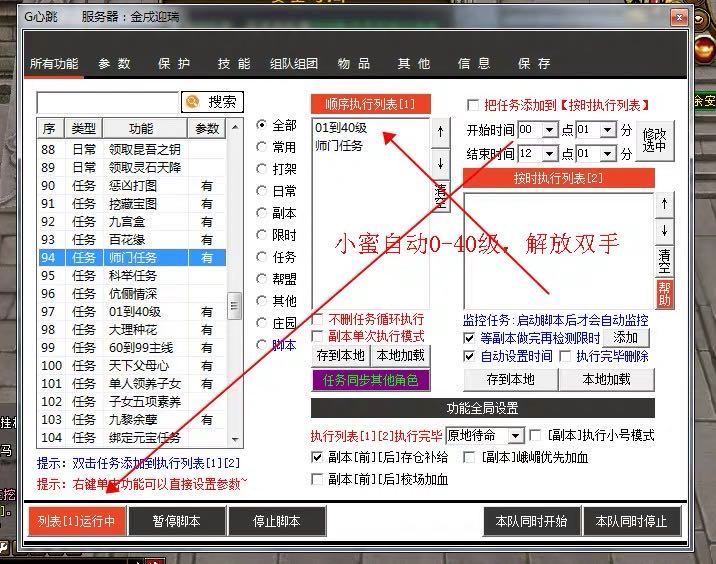 G心跳 服务器：金戌迎瑞
所有功能 参 数 保 护 技 能 组队组团 物 品 其 他 信 息 保 存
搜索
序 类型 功能 参数
88 日常 领取昆吾之钥
89 日常 领取灵石天降
90 任务 惩凶打图 有
91 任务 挖藏宝图 有
92 任务 九宫盒 有
93 任务 百花缘 有
94 任务 师门任务 有
95 任务 科举任务
96 任务 伉俪情深
97 任务 01到40级 有
98 任务 大理种花 有
99 任务 60到99主线 有
100 任务 天下父母心 有
101 任务 单人领养子女 有
102 任务 子女五项素养
103 任务 九黎余孽 有
104 任务 绑定元宝任务
提示：双击任务添加到执行列表[1][2]
提示：右键单击功能可以直接设置参数~
全部
常用
打架
日常
副本
限时
任务
帮盟
其他
庄园
脚本
顺序执行列表[1]
01到40级
师门任务
↑
↓
清空
不删任务循环执行
副本单次执行模式
存到本地 本地加载
任务同步其他角色
把任务添加到【按时执行列表】
开始时间 00 点 01 分
结束时间 12 点 01 分
修改选中
按时执行列表[2]
↑
↓
清空
帮助
小蜜自动0-40级，解放双手
监控任务:启动脚本后才会自动监控
等副本做完再检测限时 添加
自动设置时间 执行完毕删除
存到本地 本地加载
功能全局设置
执行列表[1][2]执行完毕 原地待命 [副本]执行小号模式
副本[前][后]存仓补给 [副本]峨嵋优先加血
副本[前][后]校场加血
列表[1]运行中 暂停脚本 停止脚本 本队同时开始 本队同时停止